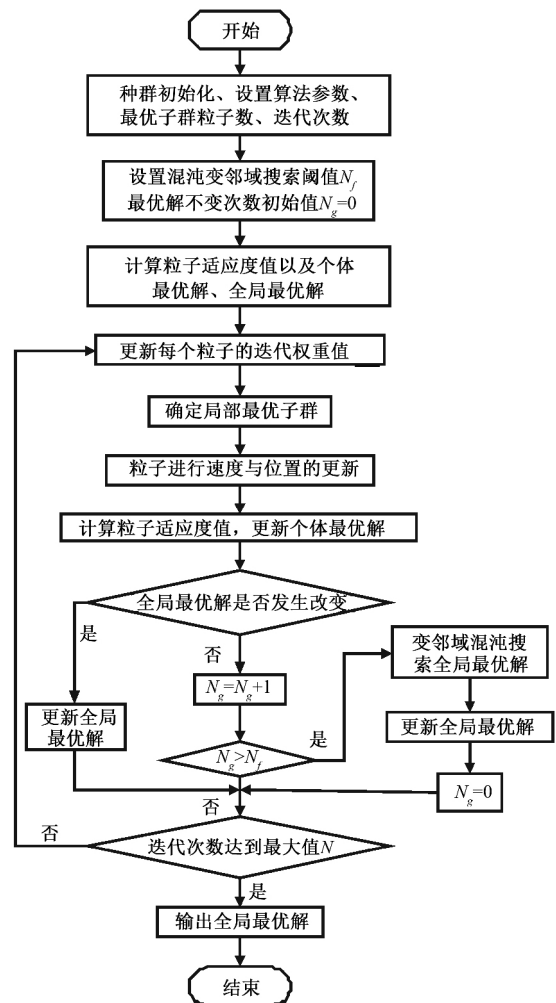 开始
种群初始化、设置算法参数、
最优子群粒子数、迭代次数
设置混沌变邻域搜索阈值Nf
最优解不变次数初始值Ng=0
计算粒子适应度值以及个体
最优解、全局最优解
更新每个粒子的迭代权重值
确定局部最优子群
粒子进行速度与位置的更新
计算粒子适应度值，更新个体最优解
全局最优解是否发生改变
是
否
变邻域混沌搜
索全局最优解
Ng=Ng+1
更新全局
最优解
是
更新全局最优解
Ng>Nf
Ng=0
否
否
迭代次数达到最大值N
是
输出全局最优解
结束